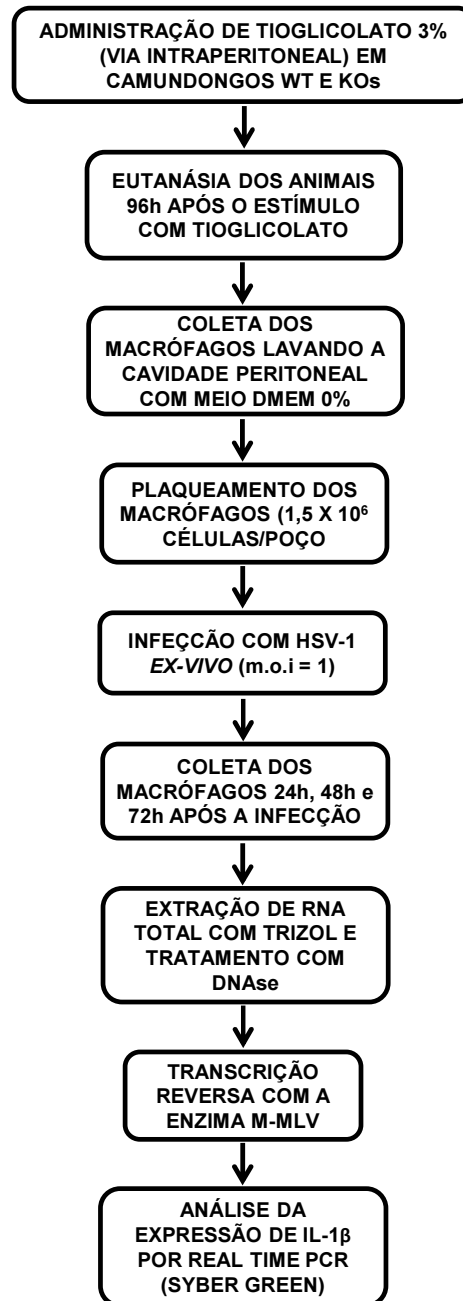 ADMINISTRAÇÃO DE TIOGLICOLATO 3%
(VIA INTRAPERITONEAL) EM
CAMUNDONGOS WT E KOs
EUTANÁSIA DOS ANIMAIS
96h APÓS O ESTÍMULO
COM TIOGLICOLATO
COLETA DOS
MACRÓFAGOS LAVANDO A
CAVIDADE PERITONEAL
COM MEIO DMEM 0%
PLAQUEAMENTO DOS
MACRÓFAGOS (1,5 X 10⁶
CÉLULAS/POÇO
INFEÇCÃO COM HSV-1
EX-VIVO (m.o.i = 1)
COLETA DOS
MACRÓFAGOS 24h, 48h e
72h APÓS A INFECÇÃO
EXTRAÇÃO DE RNA
TOTAL COM TRIZOL E
TRATAMENTO COM
DNAse
TRANSCRIÇÃO
REVERSA COM A
ENZIMA M-MLV
ANÁLISE DA
EXPRESSÃO DE IL-1β
POR REAL TIME PCR
(SYBER GREEN)